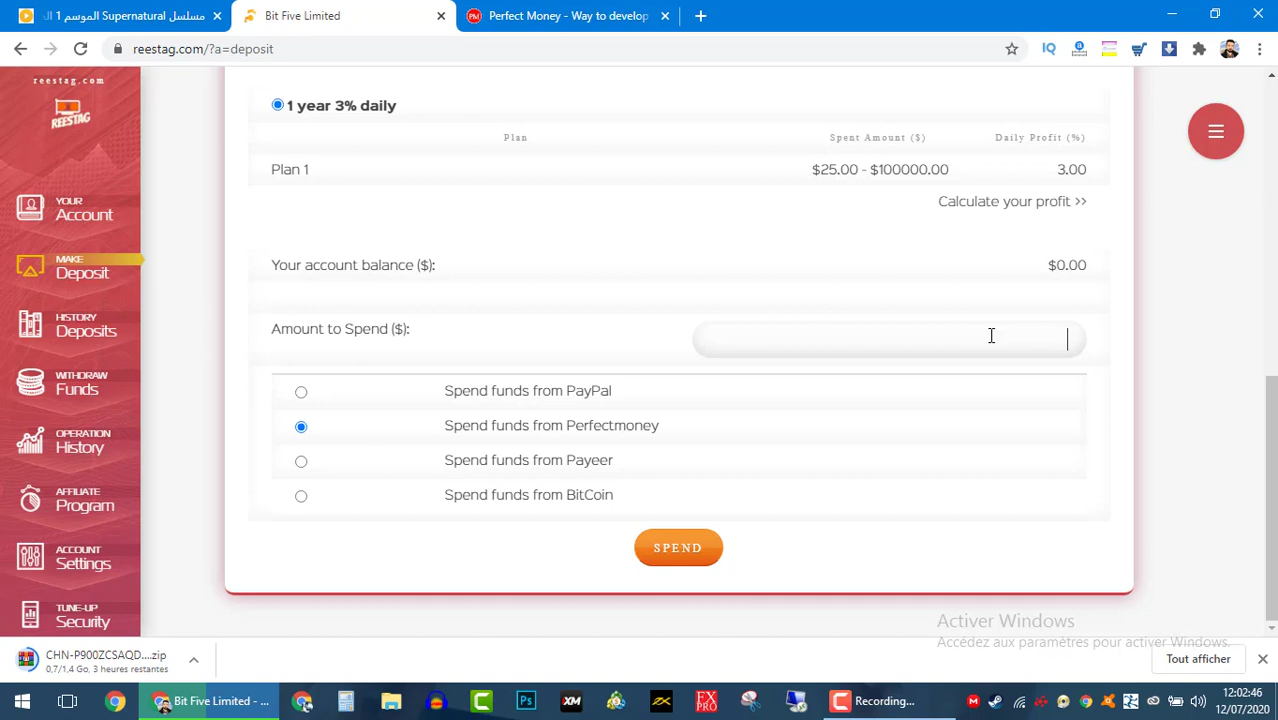 مسلسل Supernatural الموسم 1 ال
Bit Five Limited
Perfect Money - Way to develop
reestag.com/?a=deposit
reestag.com
REESTAG
YOUR
Account
MAKE
Deposit
HISTORY
Deposits
WITHDRAW
Funds
OPERATION
History
AFFILIATE
Program
ACCOUNT
Settings
TUNE-UP
Security
1 year 3% daily
Plan Spent Amount ($) Daily Profit (%)
Plan 1 $25.00 - $100000.00 3.00
Calculate your profit >>
Your account balance ($): $0.00
Amount to Spend ($):
Spend funds from PayPal
Spend funds from Perfectmoney
Spend funds from Payeer
Spend funds from BitCoin
SPEND
Activer Windows
Accédez aux paramètres pour activer Windows.
CHN-P900ZCSAQD....zip
0,7/1,4 Go, 3 heures restantes
Tout afficher
Bit Five Limited - ...
Ps
XM
FX
PRO
Recording...
12:02:46
12/07/2020